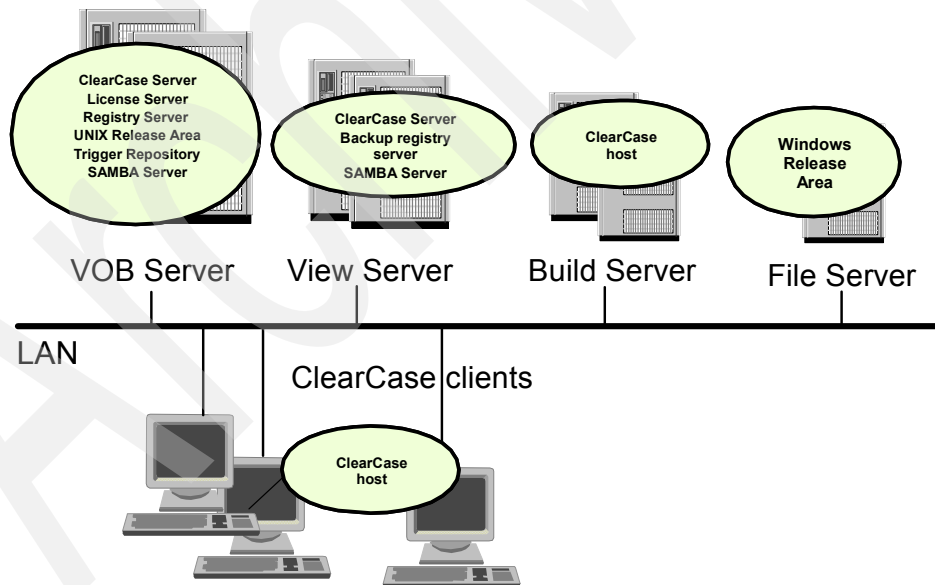 ClearCase Server
License Server
Registry Server
UNIX Release Area
Trigger Repository
SAMBA Server
ClearCase Server
Backup registry
server
SAMBA Server
ClearCase
host
Windows
Release
Area
VOB Server
View Server
Build Server
File Server
LAN
ClearCase clients
ClearCase
host